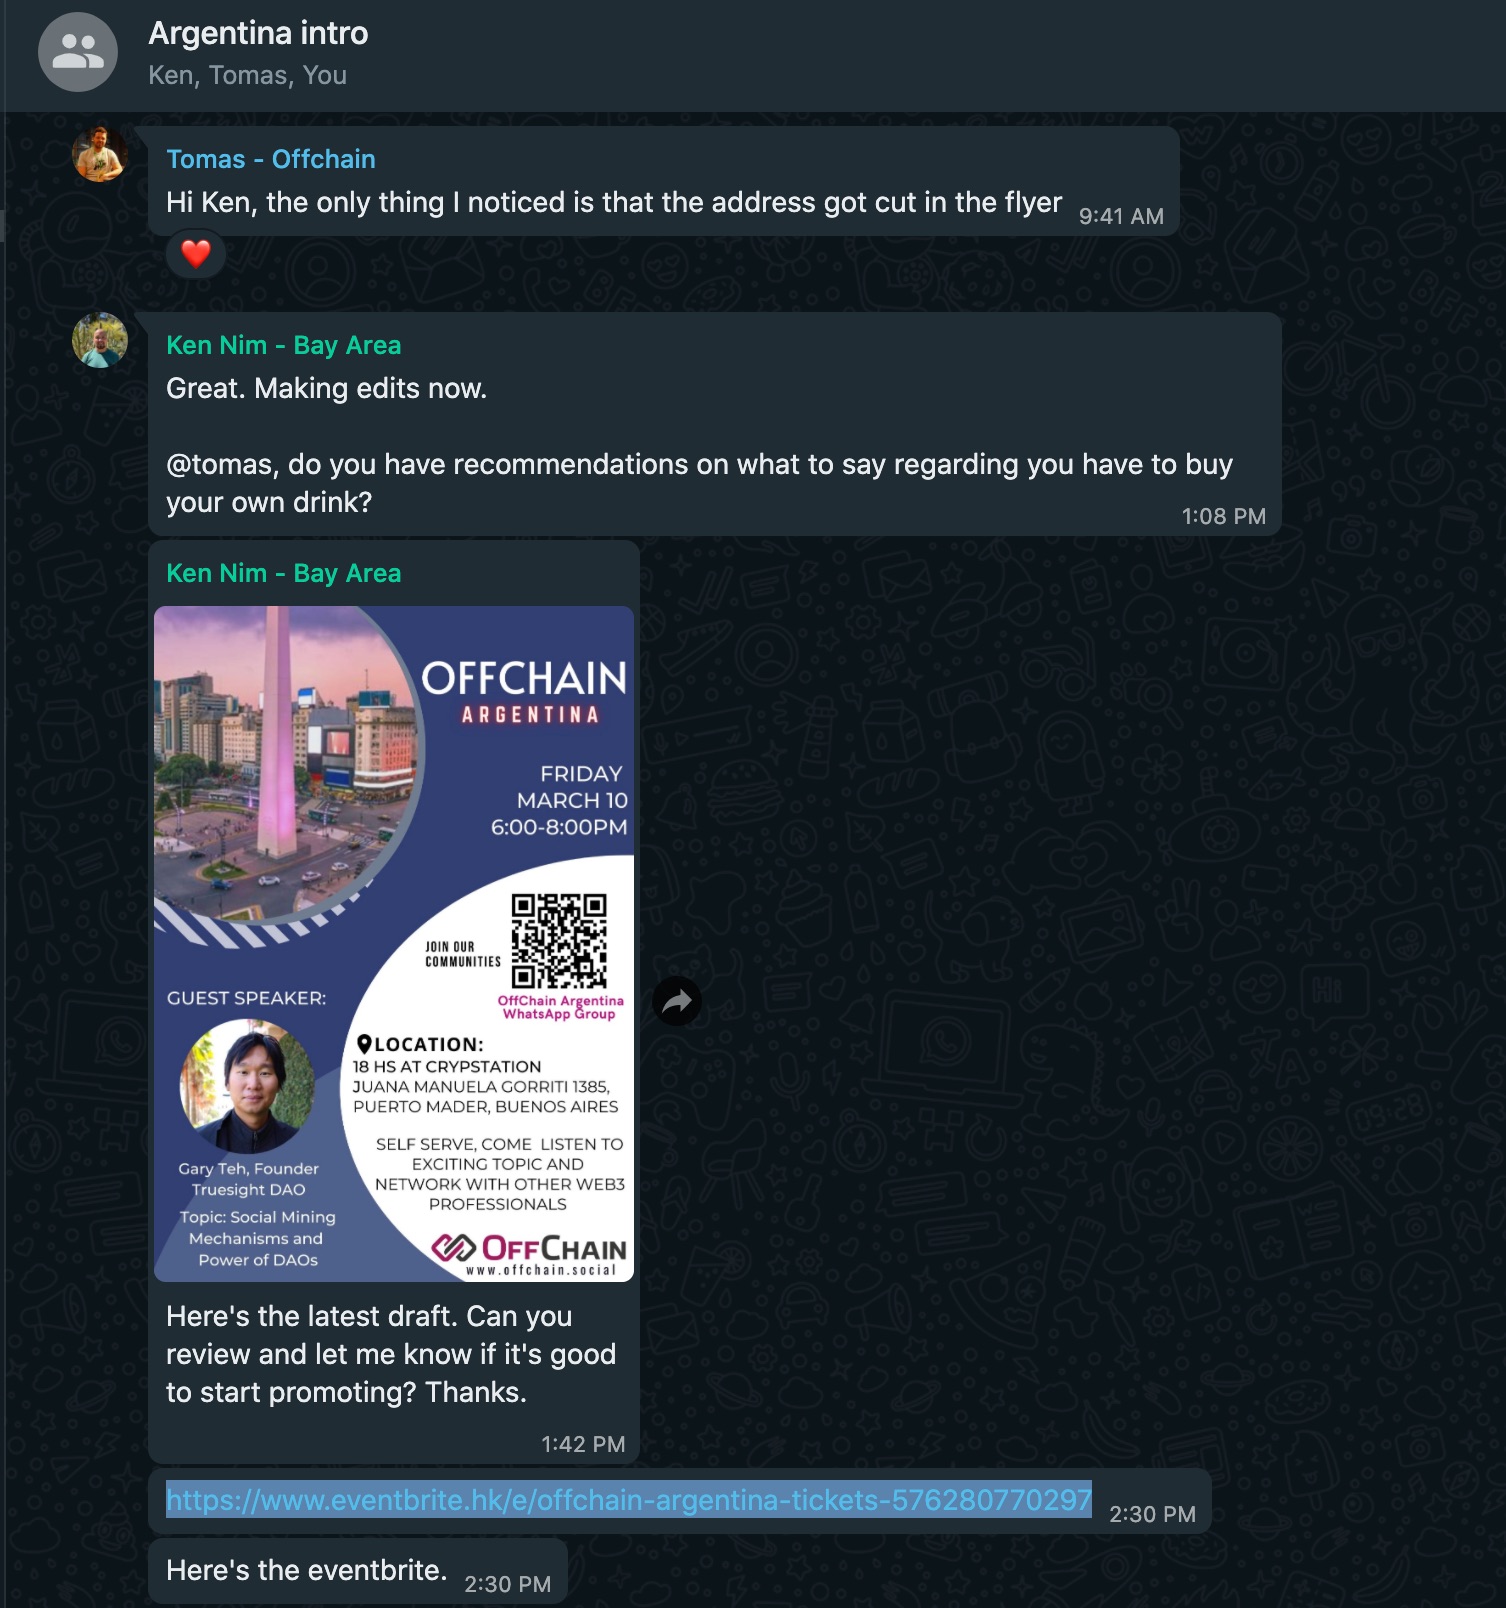 Argentina intro
Ken, Tomas, You
Tomas - Offchain
Hi Ken, the only thing I noticed is that the address got cut in the flyer
9:41 AM
Ken Nim - Bay Area
Great. Making edits now.
@tomas, do you have recommendations on what to say regarding you have to buy
your own drink?
1:08 PM
Ken Nim - Bay Area
OFFCHAIN
ARGENTINA
FRIDAY
MARCH 10
6:00-8:00PM
JOIN OUR
COMMUNITIES
OffChain Argentina
WhatsApp Group
GUEST SPEAKER:
Gary Teh, Founder
Truesight DAO
Topic: Social Mining
Mechanisms and
Power of DAOs
LOCATION:
18 HS AT CRYPSTATION
JUANA MANUELA GORRITI 1385,
PUERTO MADER, BUENOS AIRES
SELF SERVE, COME LISTEN TO
EXCITING TOPIC AND
NETWORK WITH OTHER WEB3
PROFESSIONALS
OFFCHAIN
www.offchain.social
Here's the latest draft. Can you
review and let me know if it's good
to start promoting? Thanks.
1:42 PM
https://www.eventbrite.hk/e/offchain-argentina-tickets-576280770297
2:30 PM
Here's the eventbrite.
2:30 PM